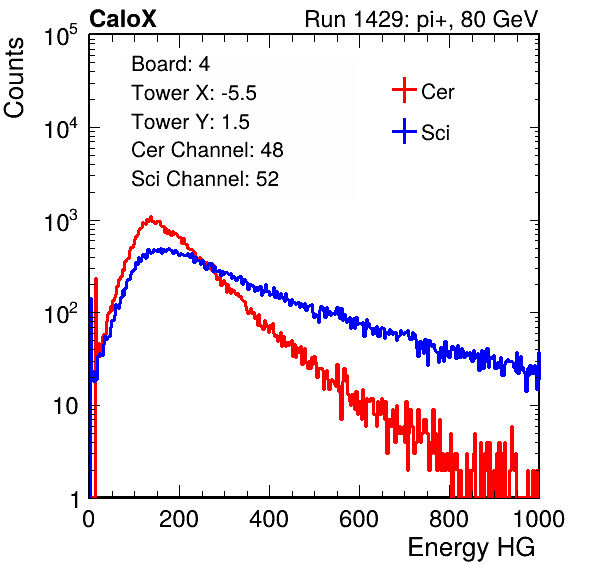 CaloX Run 1429: pi+, 80 GeV
Counts
Board: 4
Tower X: -5.5
Tower Y: 1.5
Cer Channel: 48
Sci Channel: 52
Cer
Sci
10^5
10^4
10^3
10^2
10
1
0 200 400 600 800 1000
Energy HG